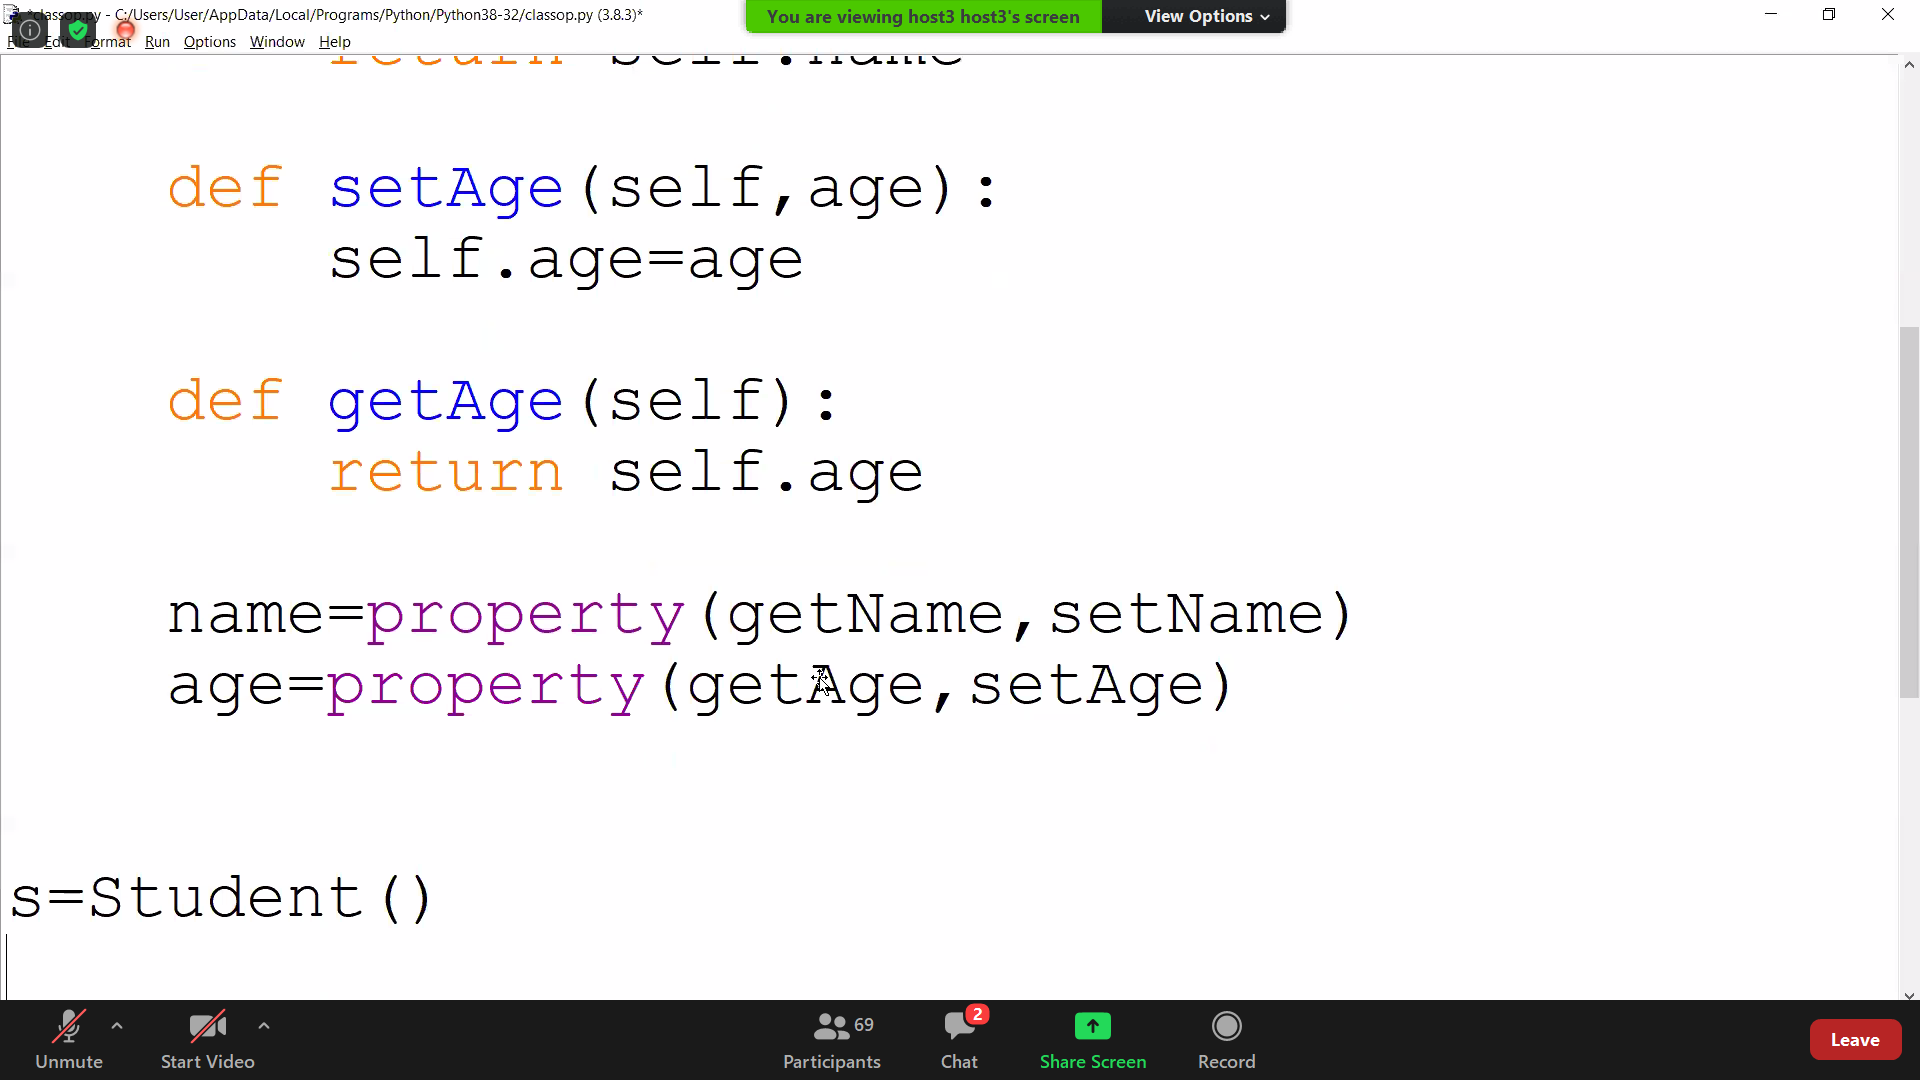 *classop.py - C:/Users/User/AppData/Local/Programs/Python/Python38-32/classop.py (3.8.3)*
You are viewing host3 host3's screen
View Options
File Edit Format Run Options Window Help
return self.name
def setAge(self,age):
self.age=age
def getAge(self):
return self.age
name=property(getName,setName)
age=property(getAge,setAge)
s=Student()
69
2
Unmute
Start Video
Participants
Chat
Share Screen
Record
Leave